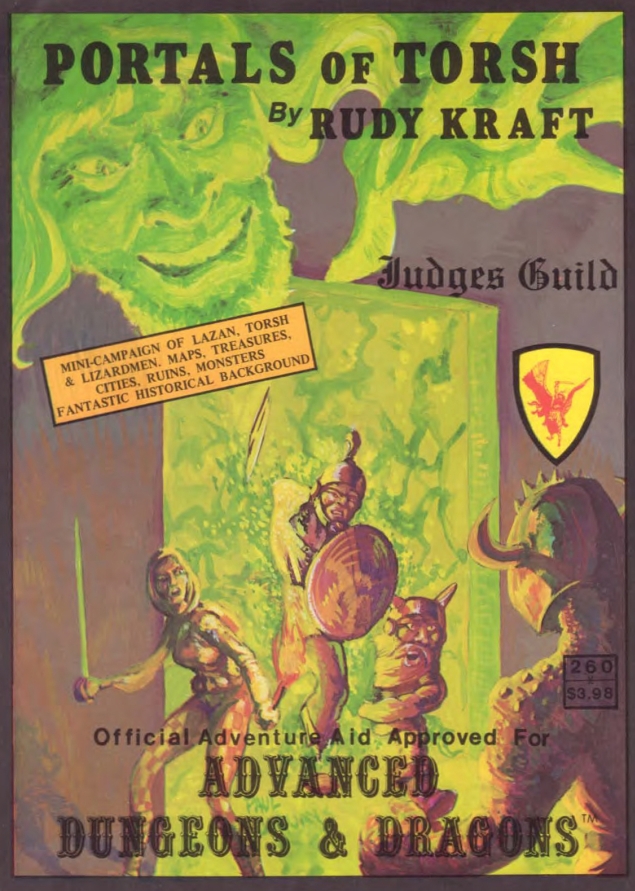 PORTALS OF TORSH
By RUDY KRAFT
Judges Guild
MINI-CAMPAIGN OF LAZAN, TORSH
& LIZARDMEN. MAPS, TREASURES,
CITIES, RUINS, MONSTERS
FANTASTIC HISTORICAL BACKGROUND
260
$3.98
Official Adventure Aid Approved For
ADVANCED
DUNGEONS & DRAGONS™